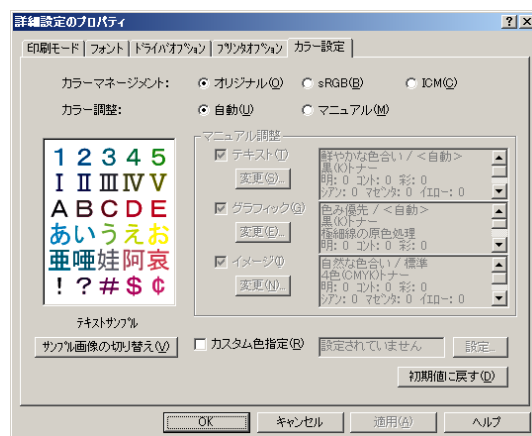 詳細設定のプロパティ
印刷モード フォント ドライバオプション プリンタオプション カラー設定
カラーマネージメント: オリジナル(O) sRGB(B) ICM(C)
カラー調整: 自動(U) マニュアル(M)
マニュアル調整
テキスト(T)
変更(S)...
鮮やかな色合い / <自動>
黒(K)トナー
明: 0 コント: 0 彩: 0
シアン: 0 マゼンタ: 0 イエロー: 0
グラフィック(G)
変更(E)...
色み優先 / <自動>
黒(K)トナー
極細線の原色処理
明: 0 コント: 0 彩: 0
イメージ(I)
変更(N)...
自然な色合い / 標準
4色(CMYK)トナー
明: 0 コント: 0 彩: 0
シアン: 0 マゼンタ: 0 イエロー: 0
1 2 3 4 5
I II III IV V
A B C D E
あいうえお
亜唖娃阿哀
! ? # $ ¢
テキストサンプル
サンプル画像の切り替え(V)
カスタム色指定(R) 設定されていません 設定...
初期値に戻す(D)
OK キャンセル 適用(A) ヘルプ